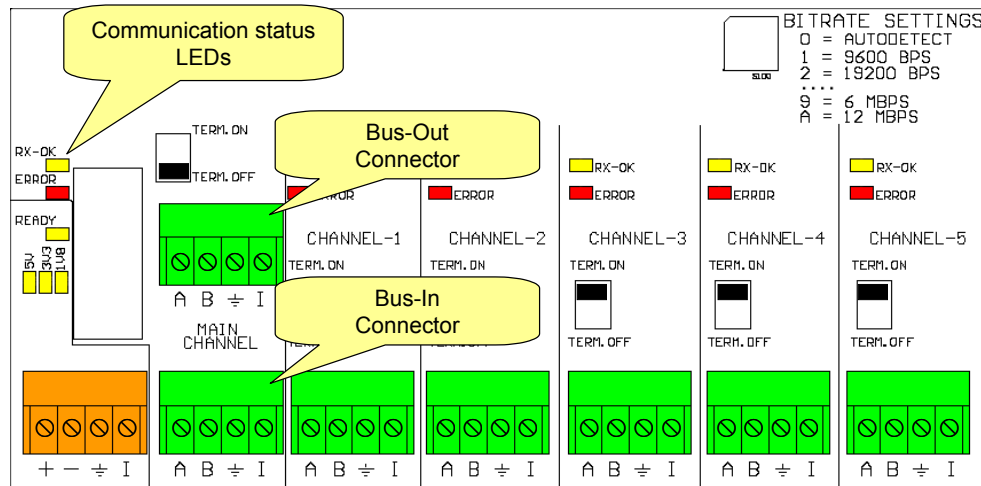 Communication status
LEDs
BITRATE SETTINGS
0 = AUTODETECT
1 = 9600 BPS
2 = 19200 BPS
....
9 = 6 MBPS
A = 12 MBPS
S100
TERM.ON
TERM.OFF
Bus-Out
Connector
RX-OK
ERROR
READY
5V
3V3
1V8
RX-OK
RX-OK
RX-OK
ERROR
ERROR
ERROR
ERROR
ERROR
CHANNEL-1
CHANNEL-2
CHANNEL-3
CHANNEL-4
CHANNEL-5
A B I
TERM.ON
TERM.ON
TERM.ON
TERM.ON
TERM.ON
Bus-In
Connector
MAIN
CHANNEL
TERM.OFF
TERM.OFF
TERM.OFF
+ − I
A B I
A B I
A B I
A B I
A B I
A B I